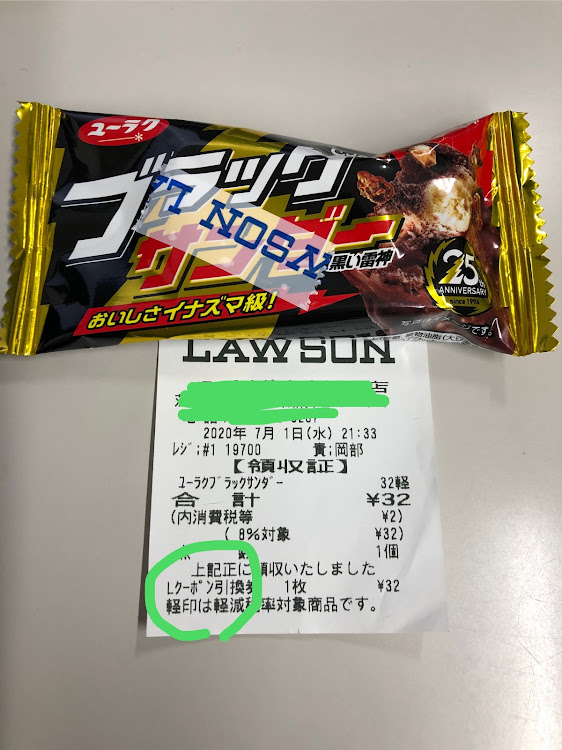 ユーラク
ブラック
サンダー
黒い雷神
LAWSON
おいしさイナズマ級!
25th
ANNIVERSARY
since 1994
です。
LAWSON
店
2020年 7月 1日(水) 21:33
レジ;#1 19700 責:岡部
【領収証】
ユーラクブラックサンダー 32軽
合 計 ¥32
(内消費税等 ¥2)
( 8%対象 ¥32)
1個
上記正に領収いたしました
Lクーポン引換券 1枚 ¥32
軽印は軽減税率対象商品です。